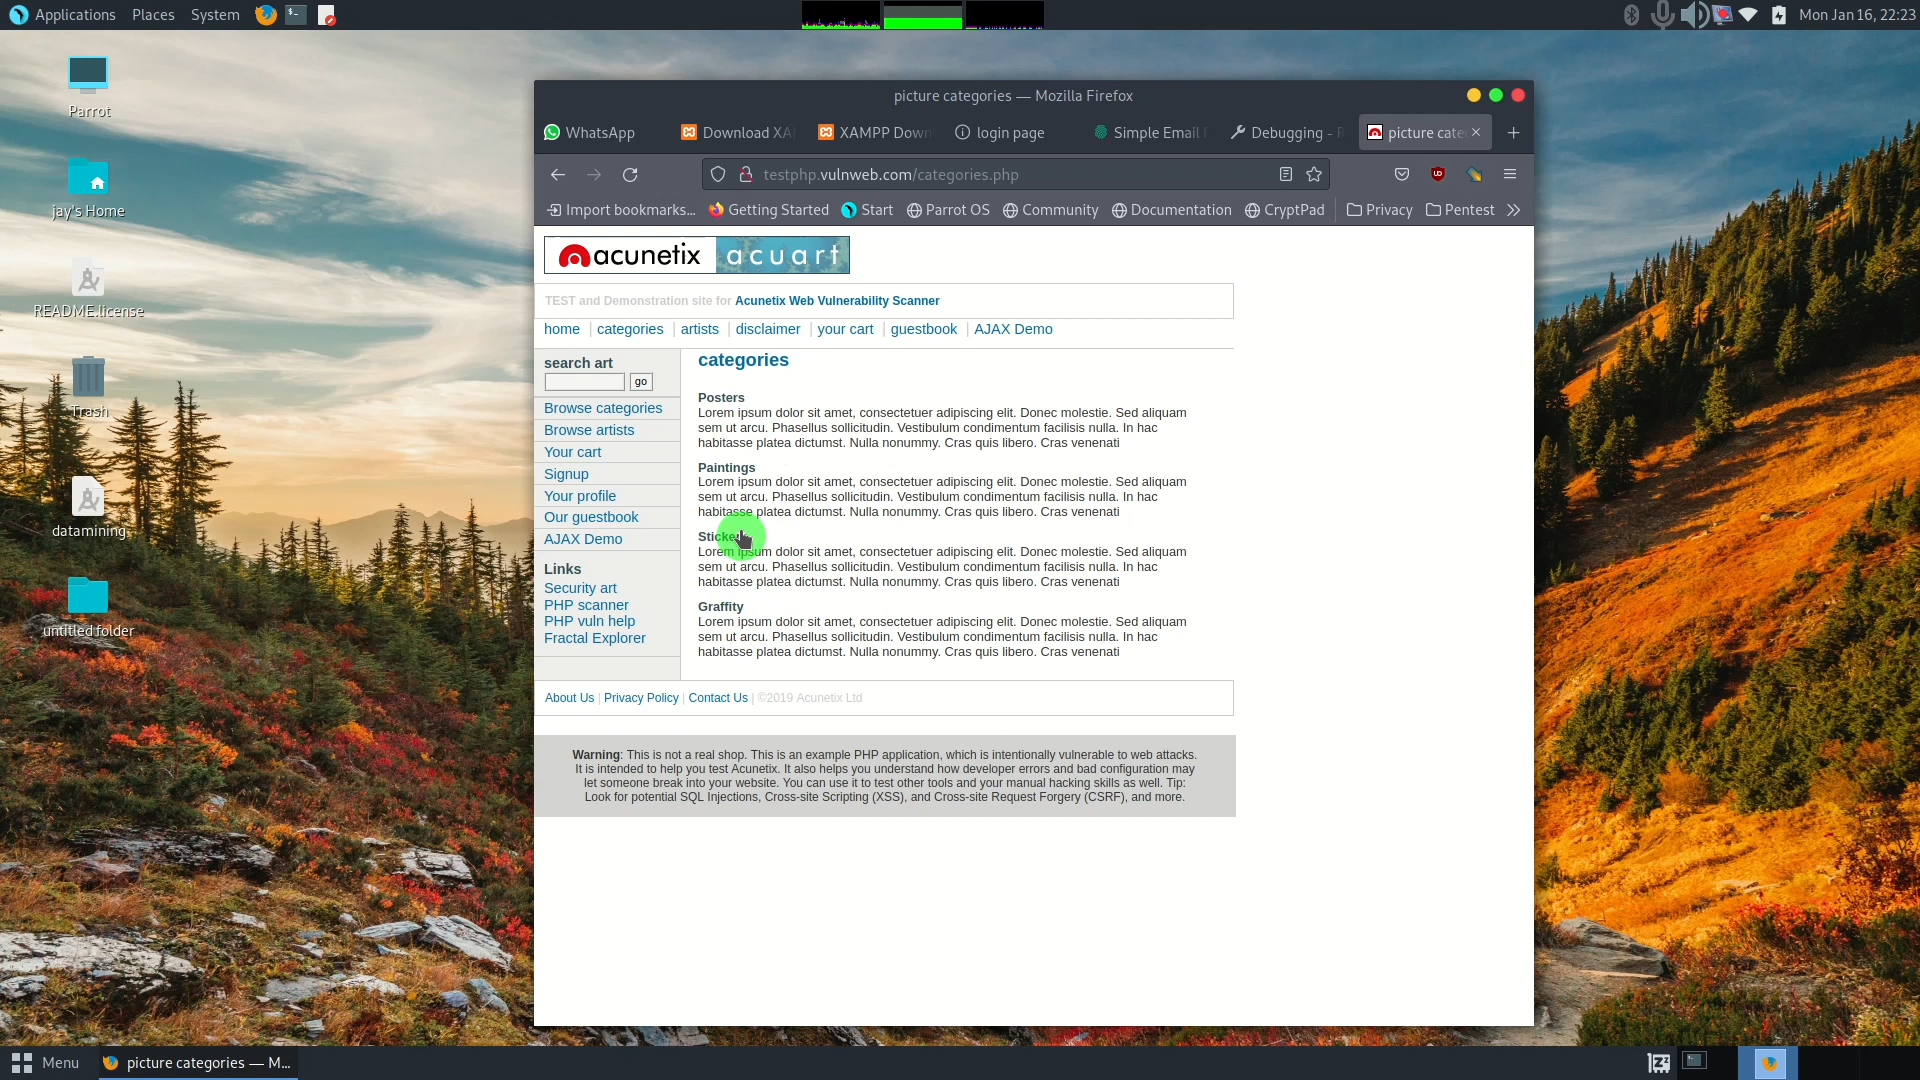 Applications Places System
Mon Jan 16, 22:23
Parrot
jay's Home
README.license
Trash
datamining
untitled folder
picture categories — Mozilla Firefox
WhatsApp
Download XA
XAMPP Down
login page
Simple Email
Debugging - R
picture cate
testphp.vulnweb.com/categories.php
Import bookmarks...
Getting Started
Start
Parrot OS
Community
Documentation
CryptPad
Privacy
Pentest
acunetix acuart
TEST and Demonstration site for Acunetix Web Vulnerability Scanner
home | categories | artists | disclaimer | your cart | guestbook | AJAX Demo
search art
go
Browse categories
Browse artists
Your cart
Signup
Your profile
Our guestbook
AJAX Demo
Links
Security art
PHP scanner
PHP vuln help
Fractal Explorer
categories
Posters
Lorem ipsum dolor sit amet, consectetuer adipiscing elit. Donec molestie. Sed aliquam
sem ut arcu. Phasellus sollicitudin. Vestibulum condimentum facilisis nulla. In hac
habitasse platea dictumst. Nulla nonummy. Cras quis libero. Cras venenati
Paintings
Lorem ipsum dolor sit amet, consectetuer adipiscing elit. Donec molestie. Sed aliquam
sem ut arcu. Phasellus sollicitudin. Vestibulum condimentum facilisis nulla. In hac
habitasse platea dictumst. Nulla nonummy. Cras quis libero. Cras venenati
Lorem ipsum dolor sit amet, consectetuer adipiscing elit. Donec molestie. Sed aliquam
sem ut arcu. Phasellus sollicitudin. Vestibulum condimentum facilisis nulla. In hac
habitasse platea dictumst. Nulla nonummy. Cras quis libero. Cras venenati
Graffity
Lorem ipsum dolor sit amet, consectetuer adipiscing elit. Donec molestie. Sed aliquam
sem ut arcu. Phasellus sollicitudin. Vestibulum condimentum facilisis nulla. In hac
habitasse platea dictumst. Nulla nonummy. Cras quis libero. Cras venenati
About Us | Privacy Policy | Contact Us | ©2019 Acunetix Ltd
Warning: This is not a real shop. This is an example PHP application, which is intentionally vulnerable to web attacks.
It is intended to help you test Acunetix. It also helps you understand how developer errors and bad configuration may
let someone break into your website. You can use it to test other tools and your manual hacking skills as well. Tip:
Look for potential SQL Injections, Cross-site Scripting (XSS), and Cross-site Request Forgery (CSRF), and more.
Menu
picture categories — M...